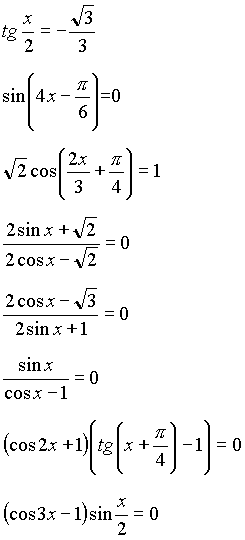 tg x/2 = -√3/3
sin(4x - π/6)=0
√2 cos(2x/3 + π/4) = 1
(2 sin x + √2)/(2 cos x - √2) = 0
(2 cos x - √3)/(2 sin x + 1) = 0
sin x/(cos x - 1) = 0
(cos 2x + 1)(tg(x + π/4) - 1) = 0
(cos 3x - 1) sin x/2 = 0